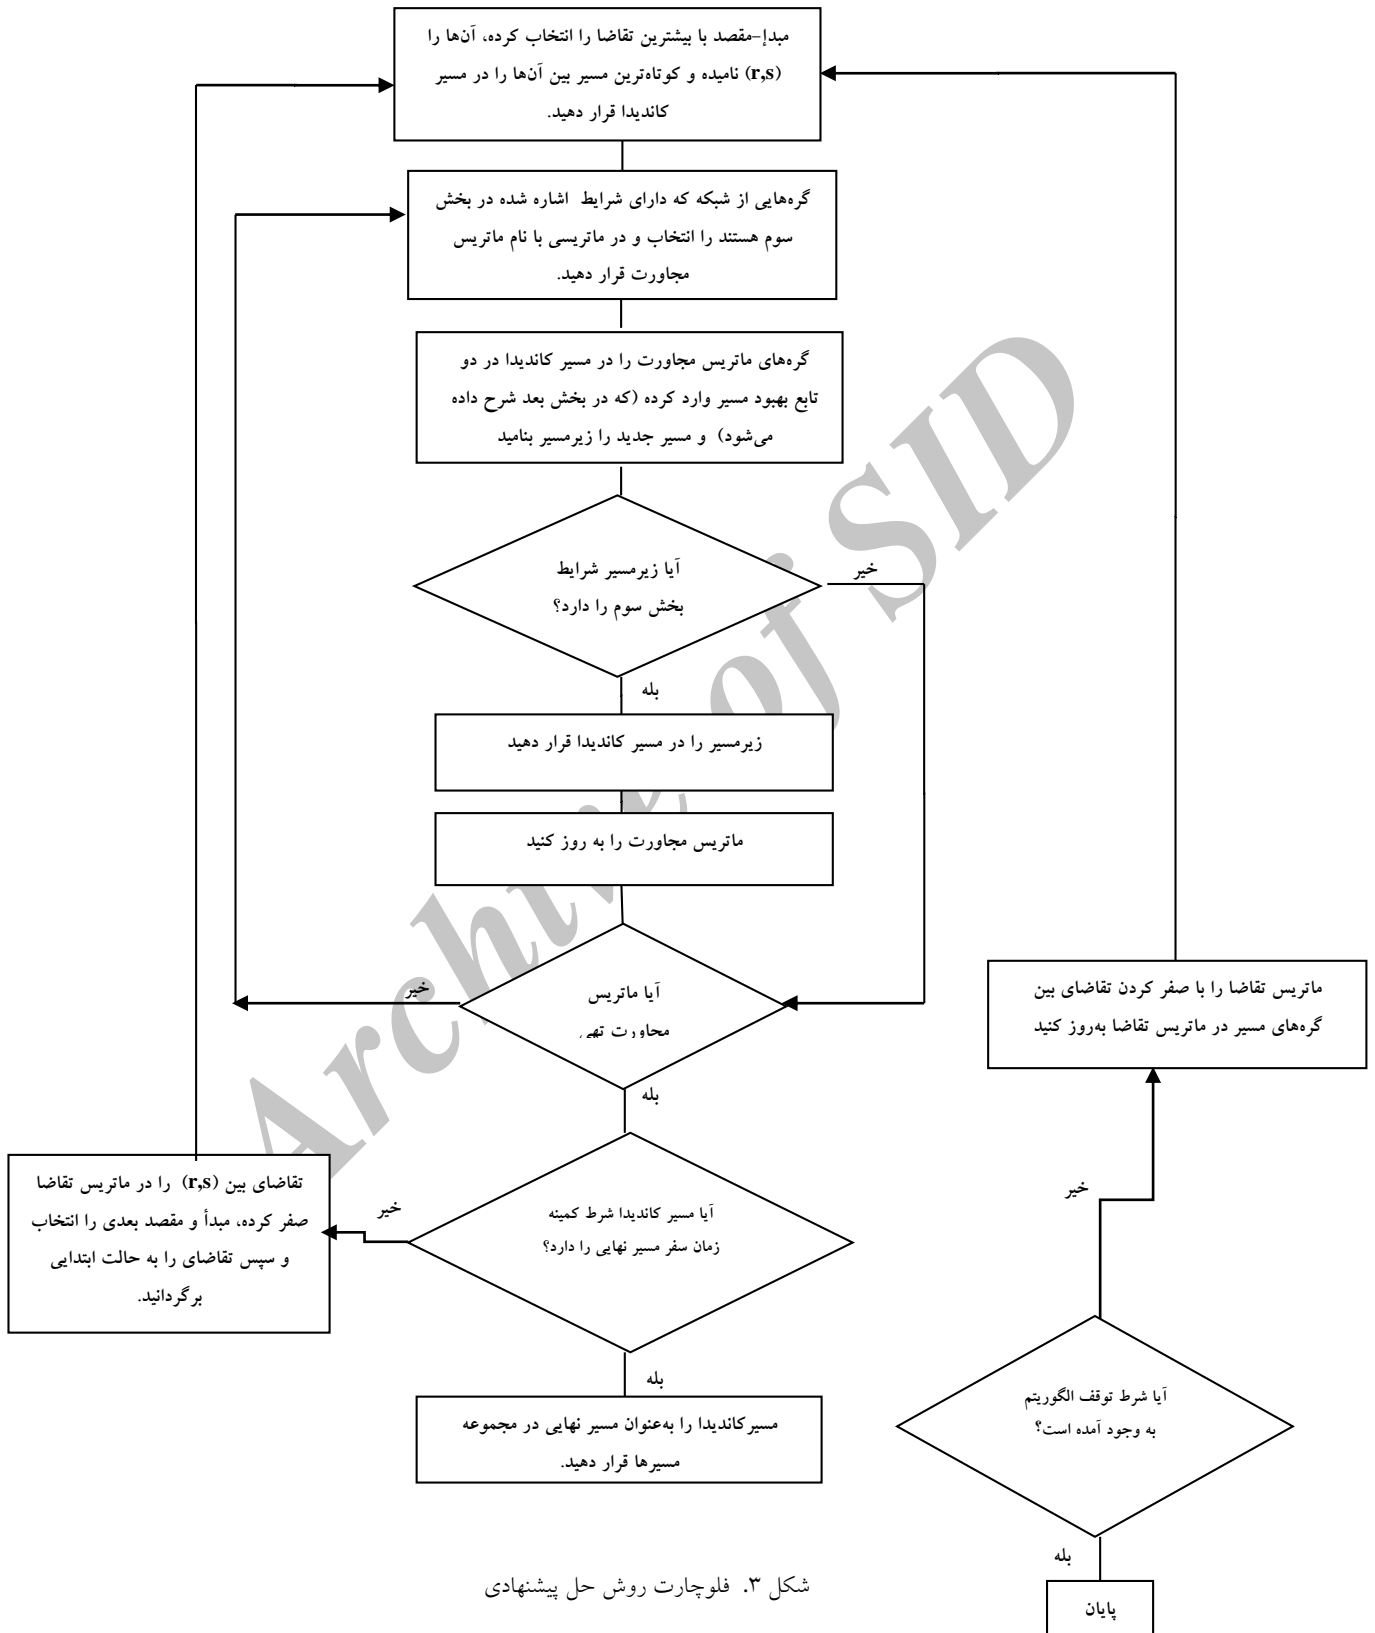 مبدإ-مقصد با بیشترین تقاضا را انتخاب کرده، آن‌ها را
(r,s) نامیده و کوتاه‌ترین مسیر بین آن‌ها را در مسیر
کاندیدا قرار دهید.
گره‌هایی از شبکه که دارای شرایط اشاره شده در بخش
سوم هستند را انتخاب و در ماتریسی با نام ماتریس
مجاورت قرار دهید.
گره‌های ماتریس مجاورت را در مسیر کاندیدا در دو
تابع بهبود مسیر وارد کرده (که در بخش بعد شرح داده
می‌شود) و مسیر جدید را زیرمسیر بنامید
آیا زیرمسیر شرایط
بخش سوم را دارد؟
خیر
بله
زیرمسیر را در مسیر کاندیدا قرار دهید
ماتریس مجاورت را به روز کنید
آیا ماتریس
مجاورت تهی
خیر
بله
آیا مسیر کاندیدا شرط کمینه
زمان سفر مسیر نهایی را دارد؟
خیر
تقاضای بین (r,s) را در ماتریس تقاضا
صفر کرده، مبدأ و مقصد بعدی را انتخاب
و سپس تقاضای را به حالت ابتدایی
برگردانید.
بله
مسیرکاندیدا را به‌عنوان مسیر نهایی در مجموعه
مسیرها قرار دهید.
ماتریس تقاضا را با صفر کردن تقاضای بین
گره‌های مسیر در ماتریس تقاضا به‌روز کنید
خیر
آیا شرط توقف الگوریتم
به وجود آمده است؟
بله
پایان
شکل ۳. فلوچارت روش حل پیشنهادی
Archive of SID